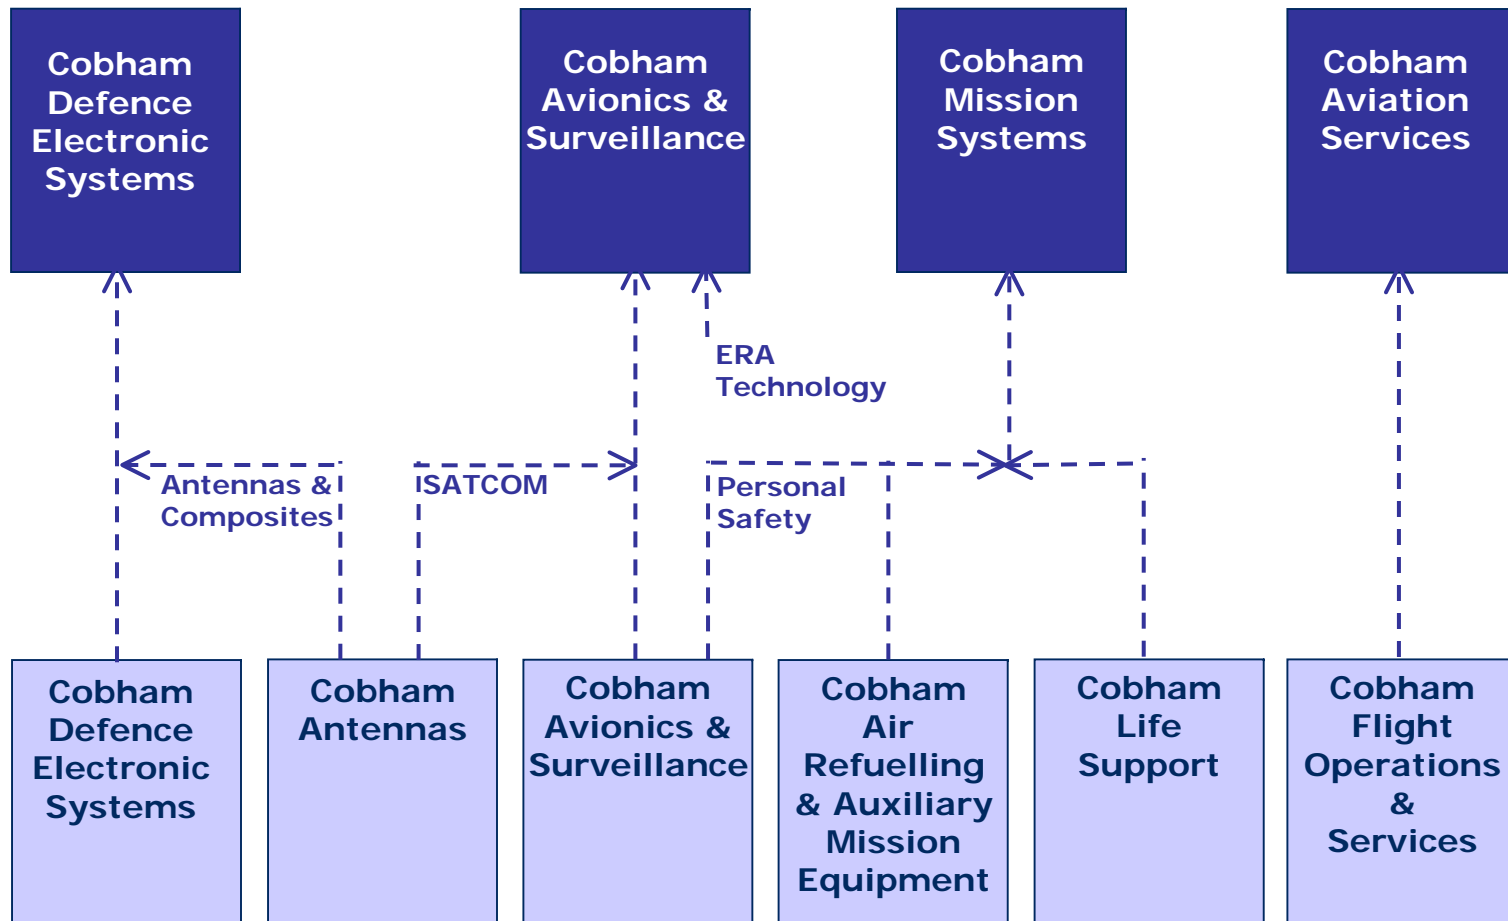 Cobham
Defence
Electronic
Systems
Cobham
Avionics &
Surveillance
Cobham
Mission
Systems
Cobham
Aviation
Services
ERA
Technology
Antennas &
Composites
SATCOM
Personal
Safety
Cobham
Defence
Electronic
Systems
Cobham
Antennas
Cobham
Avionics &
Surveillance
Cobham
Air
Refuelling
& Auxiliary
Mission
Equipment
Cobham
Life
Support
Cobham
Flight
Operations
&
Services